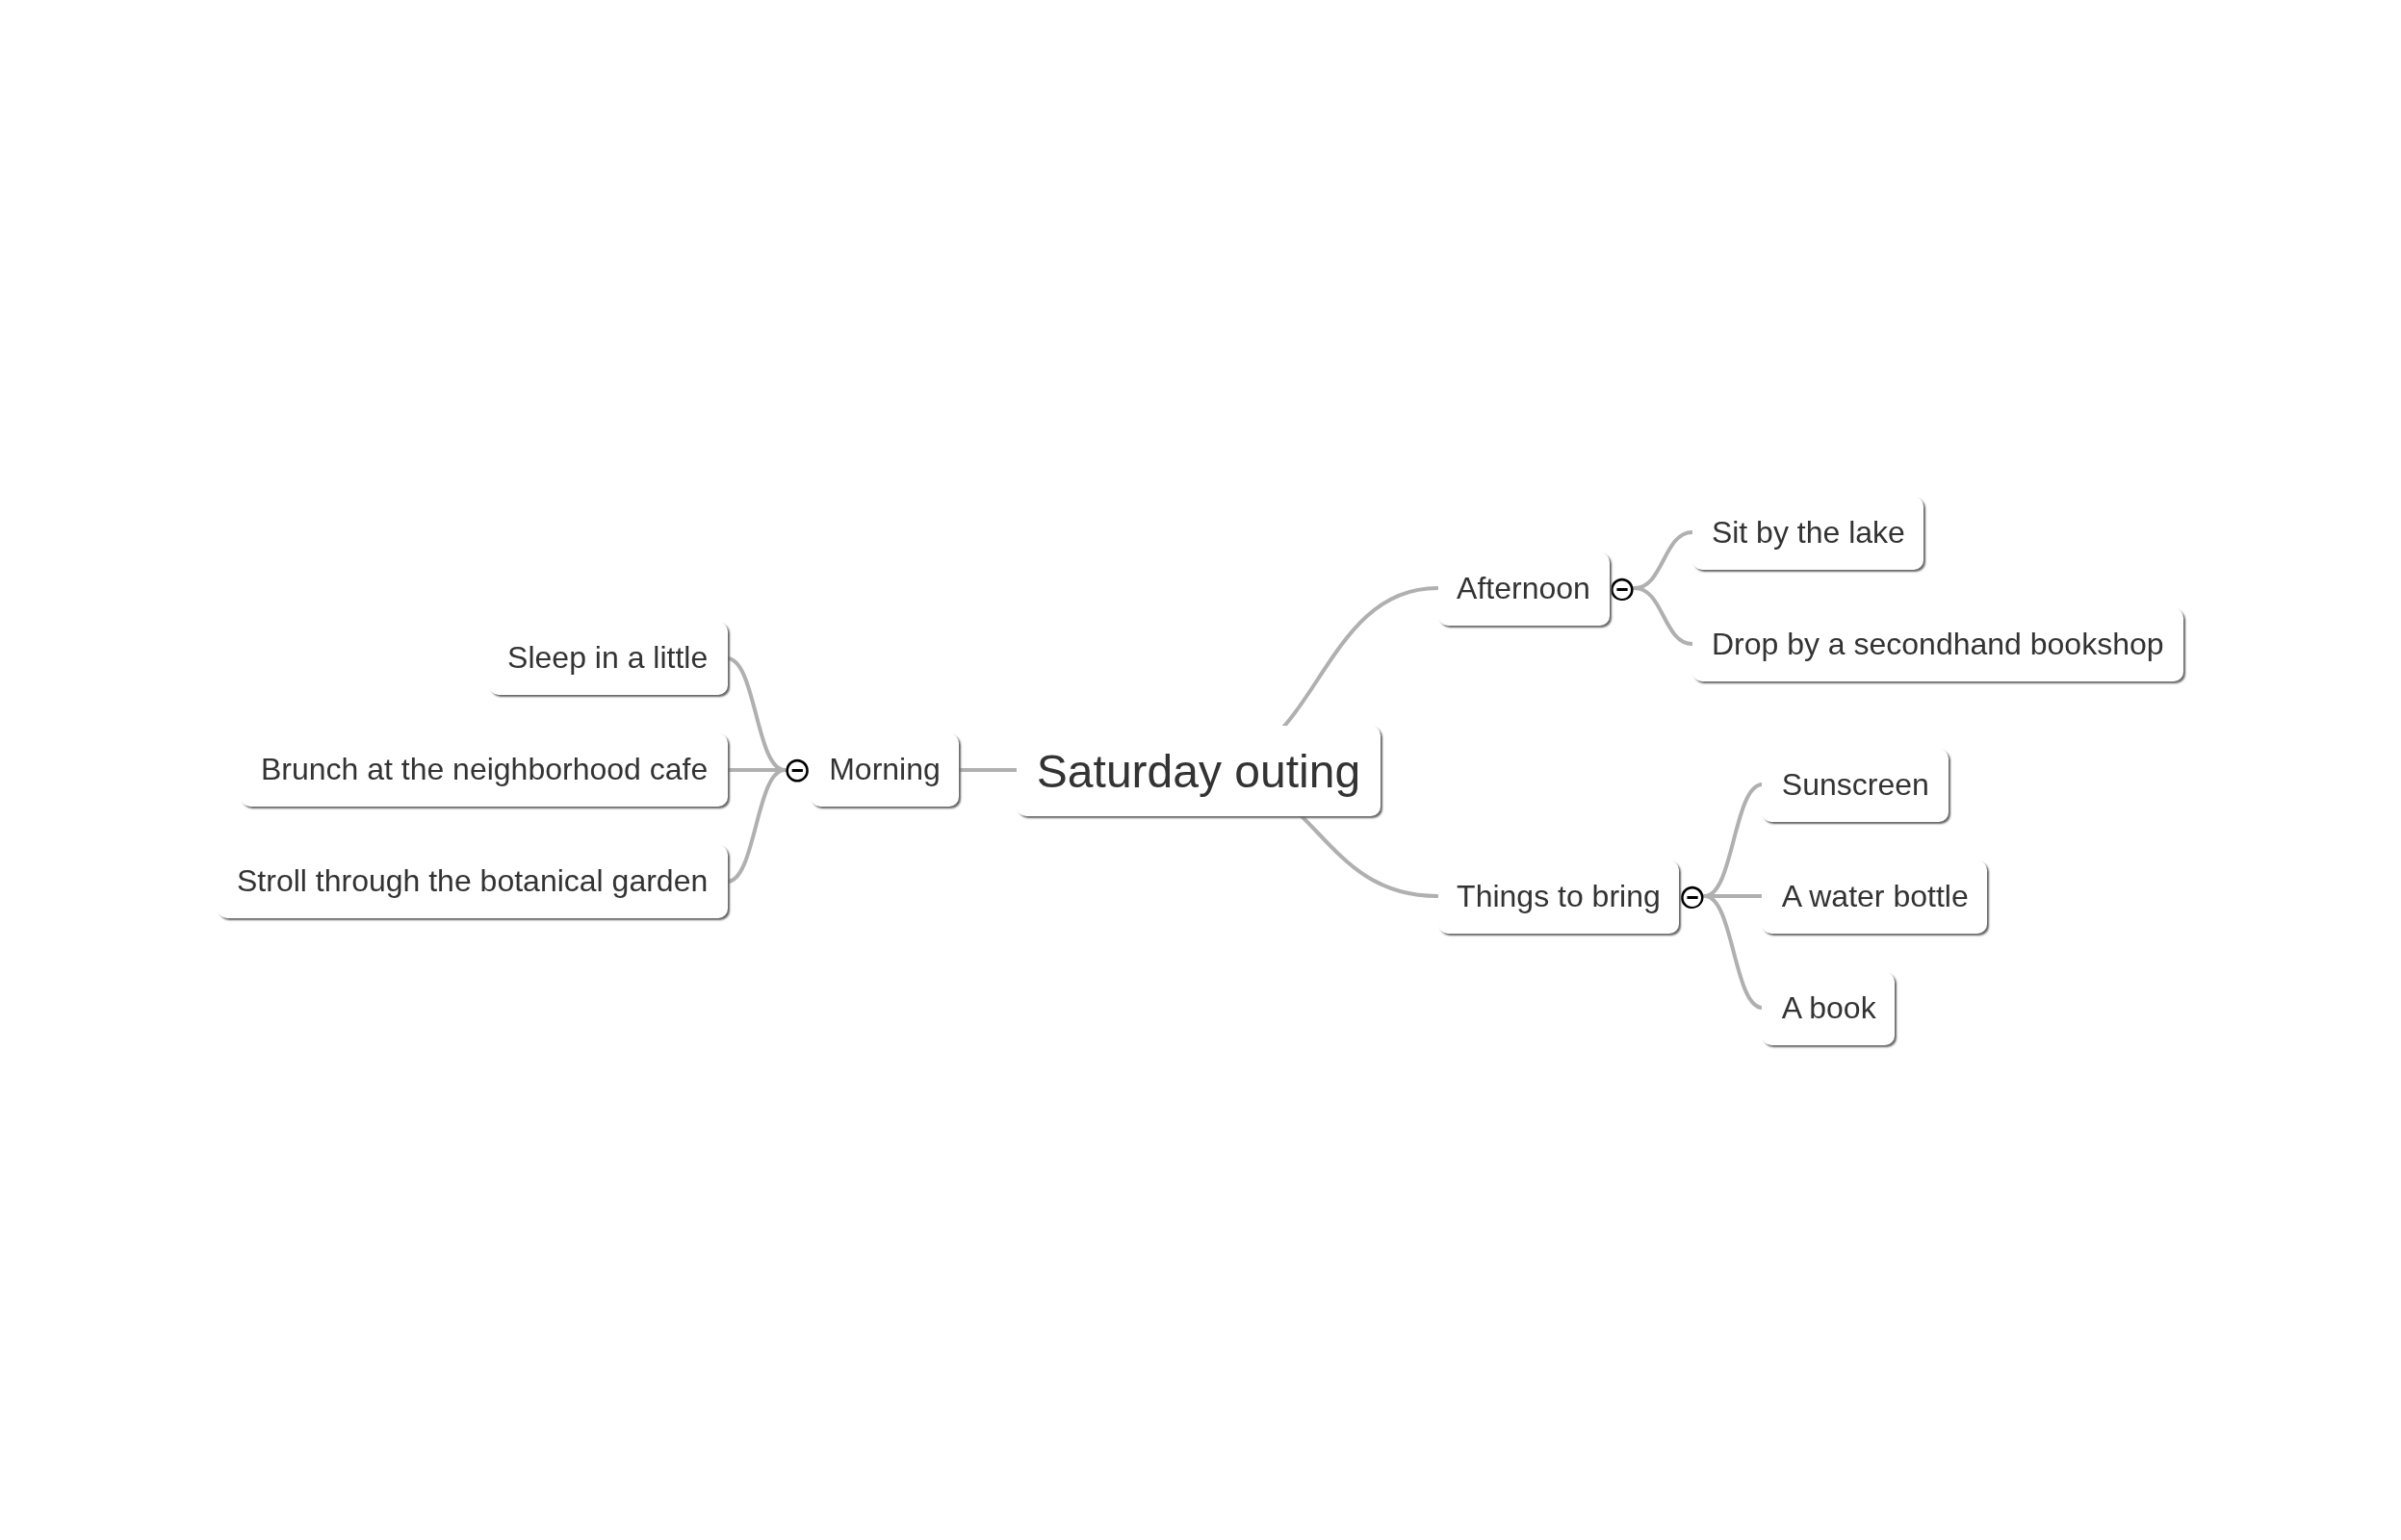 Saturday outing
Morning
Sleep in a little
Brunch at the neighborhood cafe
Stroll through the botanical garden
Afternoon
Sit by the lake
Drop by a secondhand bookshop
Things to bring
Sunscreen
A water bottle
A book